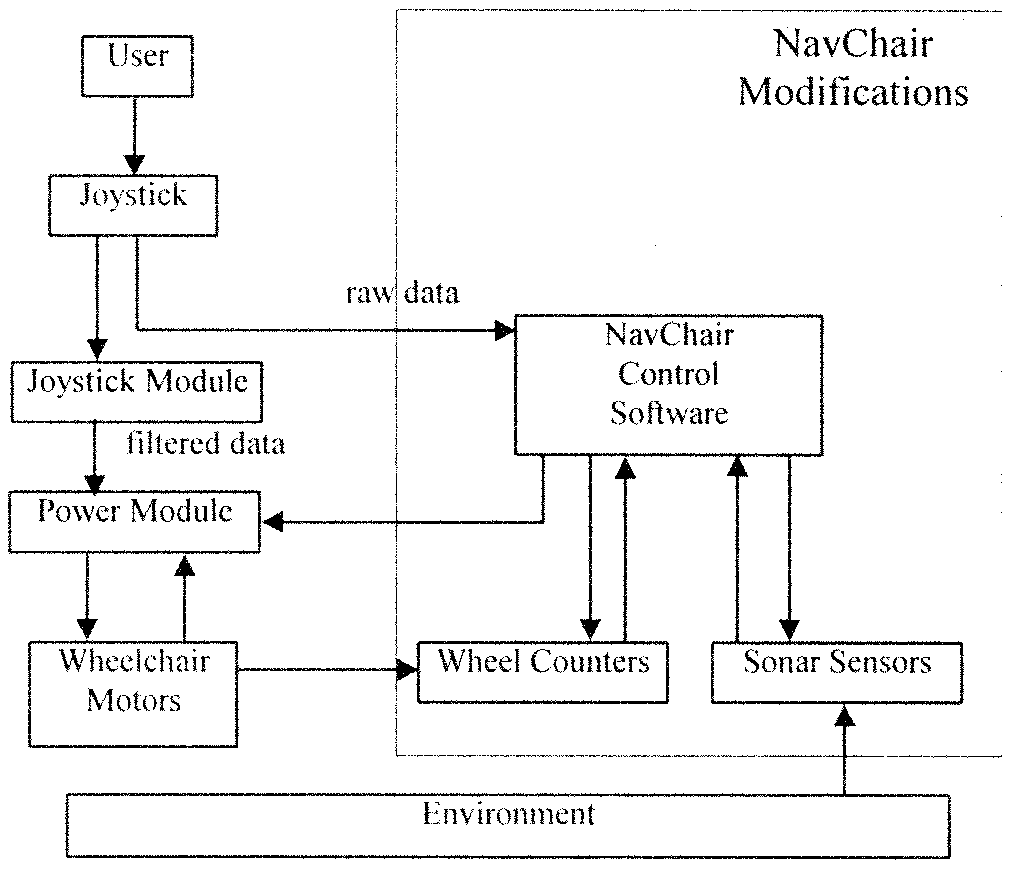 User
NavChair
Modifications
Joystick
raw data
NavChair
Control
Software
Joystick Module
filtered data
Power Module
Wheelchair
Motors
Wheel Counters
Sonar Sensors
Environment